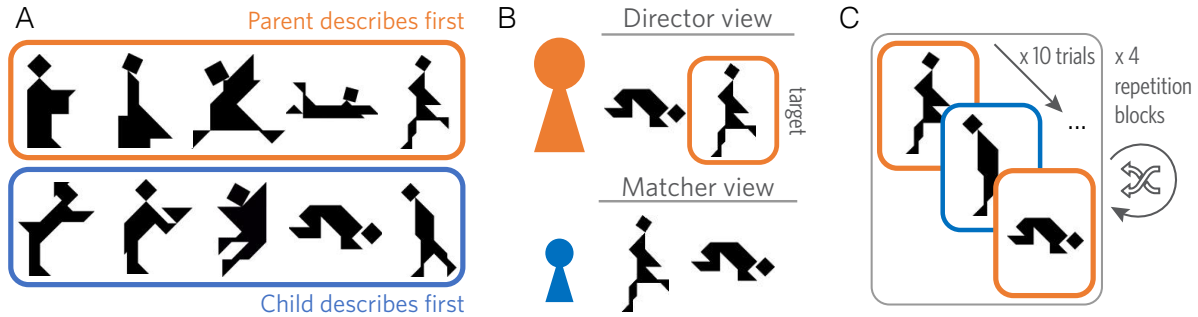 A
Parent describes first
Child describes first
B
Director view
target
Matcher view
C
x 10 trials
...
x 4
repetition
blocks